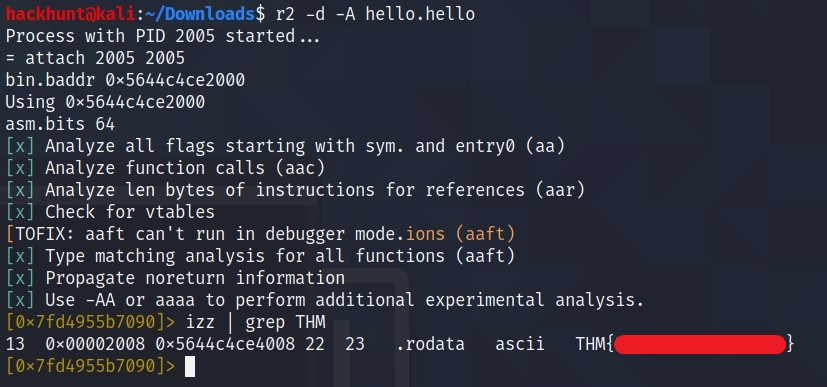 hackhunt@kali:~/Downloads$ r2 -d -A hello.hello
Process with PID 2005 started...
= attach 2005 2005
bin.baddr 0×5644c4ce2000
Using 0×5644c4ce2000
asm.bits 64
[x] Analyze all flags starting with sym. and entry0 (aa)
[x] Analyze function calls (aac)
[x] Analyze len bytes of instructions for references (aar)
[x] Check for vtables
[TOFIX: aaft can't run in debugger mode.ions (aaft)
[x] Type matching analysis for all functions (aaft)
[x] Propagate noreturn information
[x] Use -AA or aaaa to perform additional experimental analysis.
[0×7fd4955b7090]> izz | grep THM
13 0×00002008 0×5644c4ce4008 22 23 .rodata ascii THM{}
[0×7fd4955b7090]>